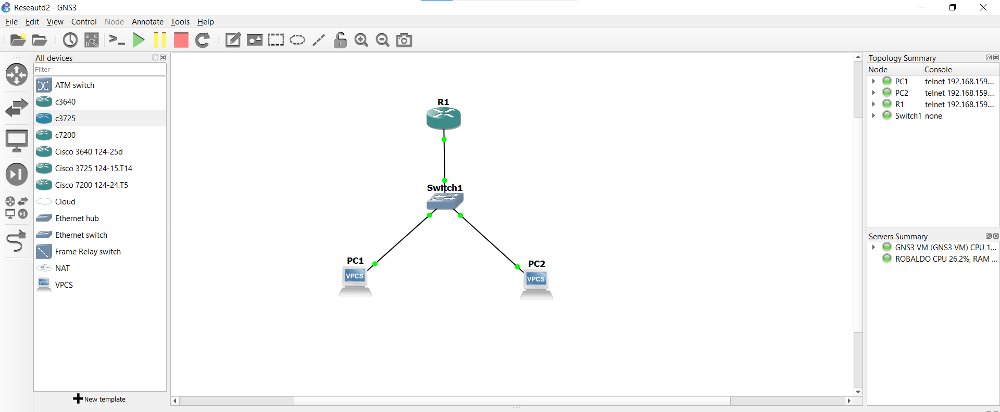 Reseautd2 - GNS3
File Edit View Control Node Annotate Tools Help
All devices
Filter
ATM switch
c3640
c3725
c7200
Cisco 3640 124-25d
Cisco 3725 124-15.T14
Cisco 7200 124-24.T5
Cloud
Ethernet hub
Ethernet switch
Frame Relay switch
NAT
VPCS
New template
R1
Switch1
PC1
VPCS
PC2
VPCS
Topology Summary
Node Console
PC1 telnet 192.168.159....
PC2 telnet 192.168.159....
R1 telnet 192.168.159....
Switch1 none
Servers Summary
GNS3 VM (GNS3 VM) CPU 1...
ROBALDO CPU 26.2%, RAM ...